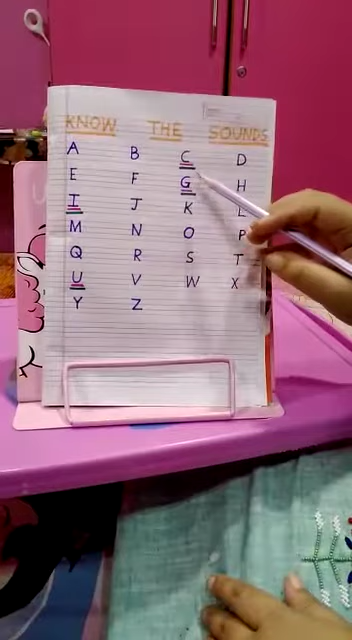 KNOW THE SOUNDS
A B C D
E F G H
I J K L
M N O P
Q R S T
U V W X
Y Z